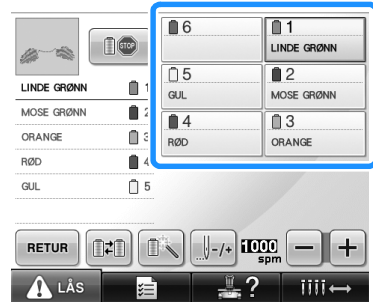 STOP
6
1
LINDE GRØNN
5
GUL
2
MOSE GRØNN
4
RØD
3
ORANGE
LINDE GRØNN 1
MOSE GRØNN 2
ORANGE 3
RØD 4
GUL 5
RETUR
-/+
1000
spm
− +
LÅS
?